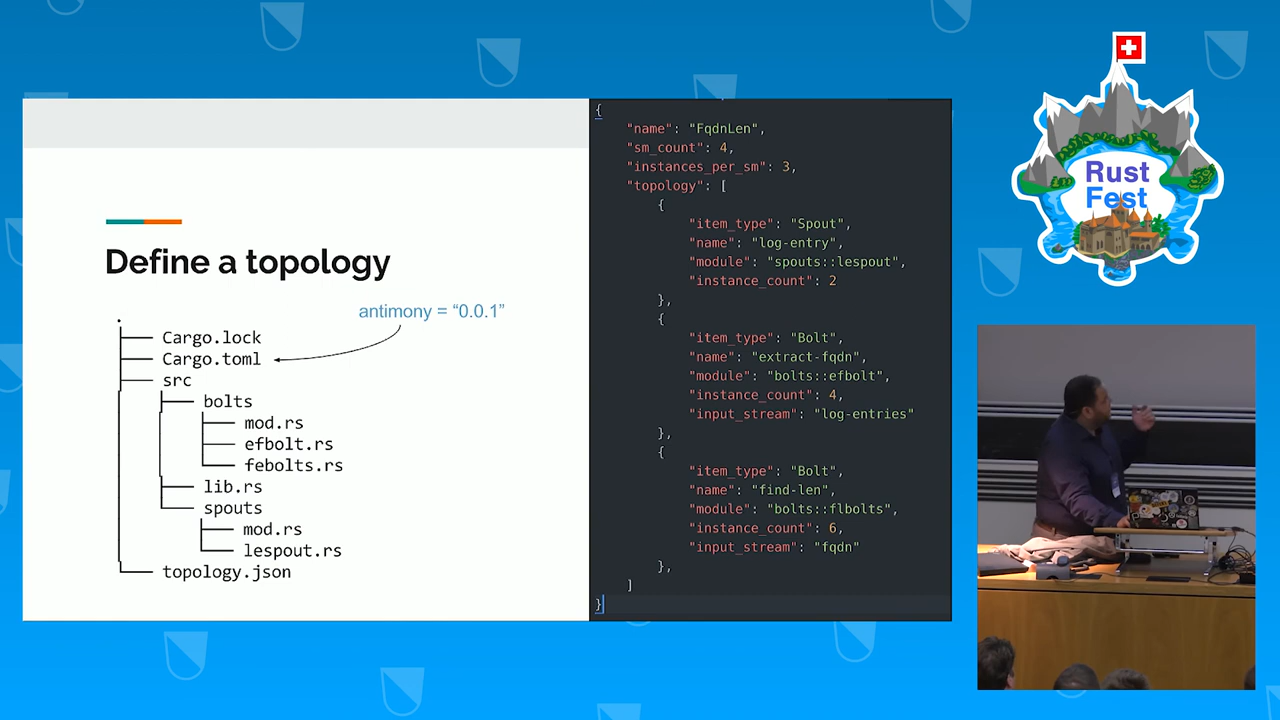 Define a topology
antimony = “0.0.1”
.
Cargo.lock
Cargo.toml
src
bolts
mod.rs
efbolt.rs
febolts.rs
lib.rs
spouts
mod.rs
lespout.rs
topology.json
{
"name": "FqdnLen",
"sm_count": 4,
"instances_per_sm": 3,
"topology": [
{
"item_type": "Spout",
"name": "log-entry",
"module": "spouts::lespout",
"instance_count": 2
},
{
"item_type": "Bolt",
"name": "extract-fqdn",
"module": "bolts::efbolt",
"instance_count": 4,
"input_stream": "log-entries"
},
{
"item_type": "Bolt",
"name": "find-len",
"module": "bolts::flbolts",
"instance_count": 6,
"input_stream": "fqdn"
},
]
}
Rust
Fest